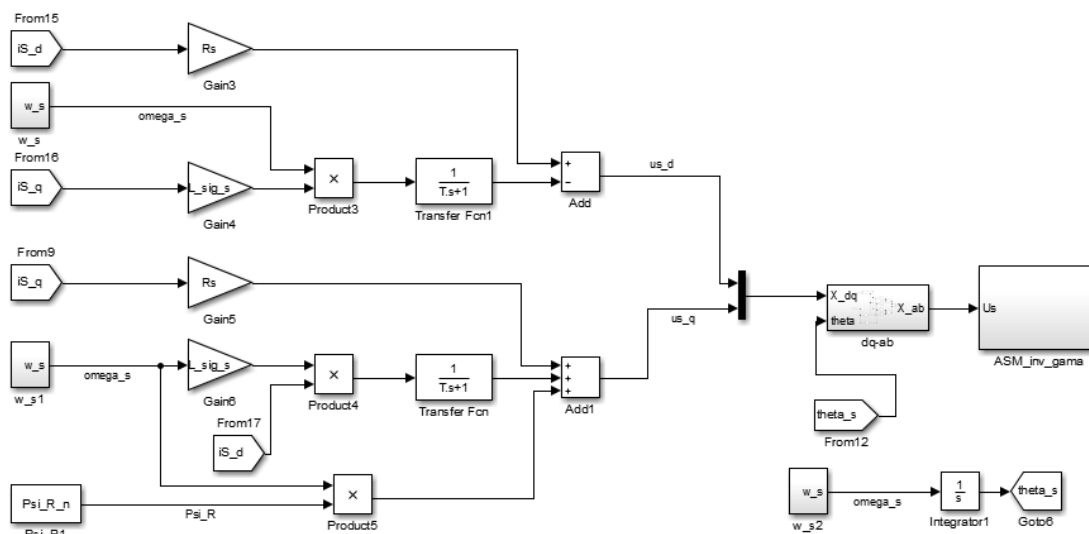 From15
iS_d
Rs
Gain3
w_s
omega_s
w_s
From16
iS_q
L_sig_s
Gain4
×
Product3
1
T.s+1
Transfer Fcn1
+
−
Add
us_d
From9
iS_q
Rs
Gain5
w_s
omega_s
w_s1
L_sig_s
Gain6
From17
iS_d
×
Product4
1
T.s+1
Transfer Fcn
+
+
+
Add1
us_q
Psi_R_n
Psi_R1
Psi_R
×
Product5
X_dq
theta
X_ab
dq-ab
Us
ASM_inv_gama
theta_s
From12
w_s
omega_s
w_s2
1
s
Integrator1
theta_s
Goto6